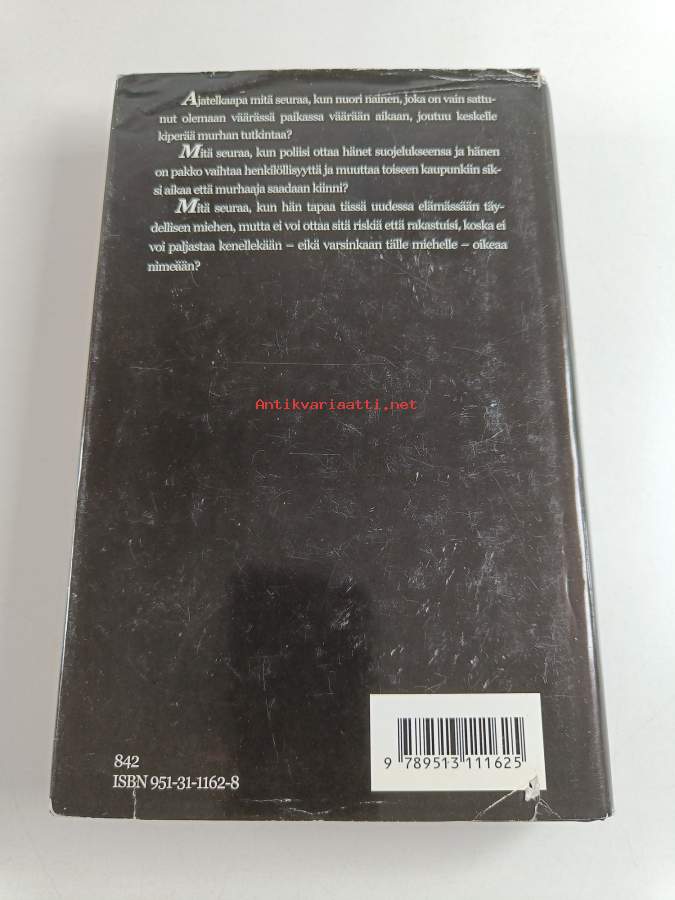 Ajatelkaapa mitä seuraa, kun nuori nainen, joka on vain sattu-
nut olemaan väärässä paikassa väärään aikaan, joutuu keskelle
kiperää murhan tutkintaa?
Mitä seuraa, kun poliisi ottaa hänet suojelukseensa ja hänen
on pakko vaihtaa henkilöllisyyttä ja muuttaa toiseen kaupunkiin sik-
si aikaa että murhaaja saadaan kiinni?
Mitä seuraa, kun hän tapaa tässä uudessa elämässään täy-
dellisen miehen, mutta ei voi ottaa sitä riskiä että rakastuisi, koska ei
voi paljastaa kenellekään – eikä varsinkaan tälle miehelle – oikeaa
nimeään?
Antikvariaatti.net
842
ISBN 951-31-1162-8
9 789513 111625